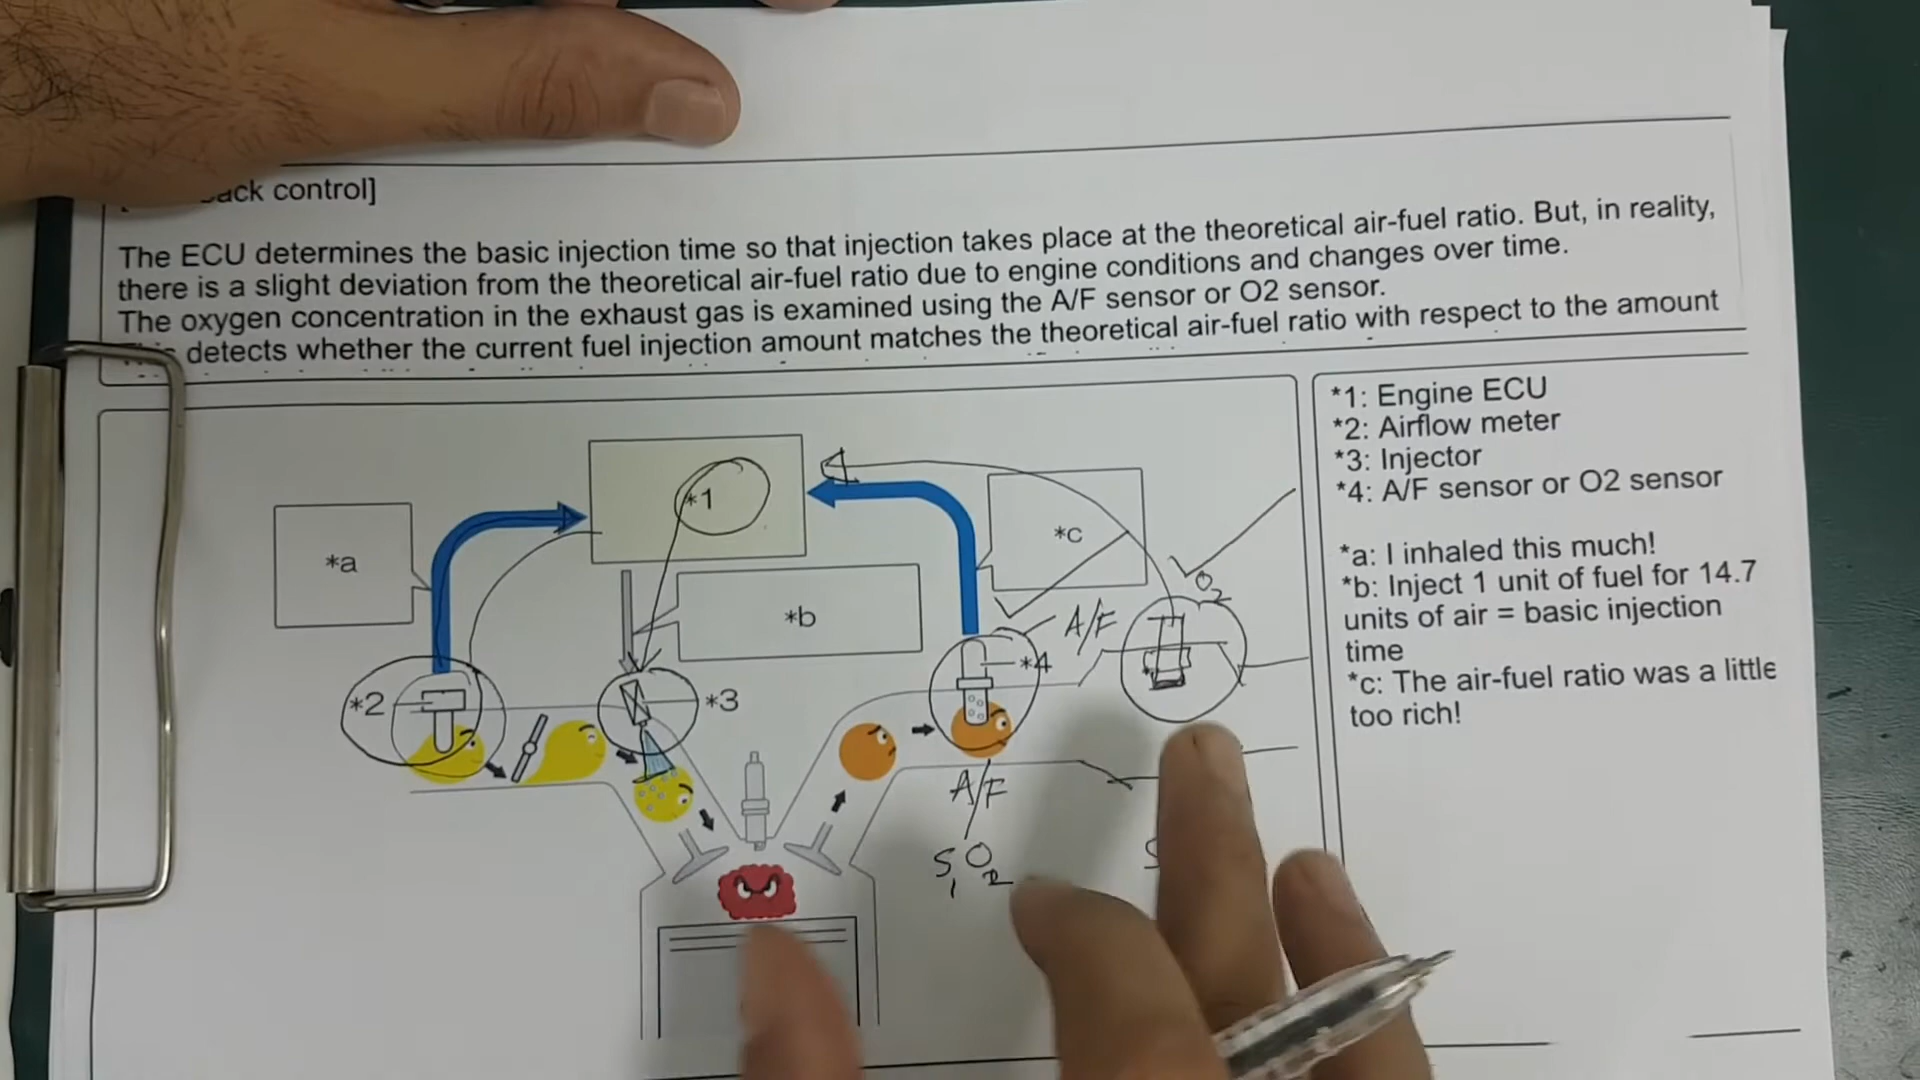 ack control]
The ECU determines the basic injection time so that injection takes place at the theoretical air-fuel ratio. But, in reality,
there is a slight deviation from the theoretical air-fuel ratio due to engine conditions and changes over time.
The oxygen concentration in the exhaust gas is examined using the A/F sensor or O2 sensor.
detects whether the current fuel injection amount matches the theoretical air-fuel ratio with respect to the amount
*1: Engine ECU
*2: Airflow meter
*3: Injector
*4: A/F sensor or O2 sensor
*a: I inhaled this much!
*b: Inject 1 unit of fuel for 14.7
units of air = basic injection
time
*c: The air-fuel ratio was a little
too rich!
*1
*a
*c
*b
*2
*3
*4
A/F
O2
A/F
S1 O2
S